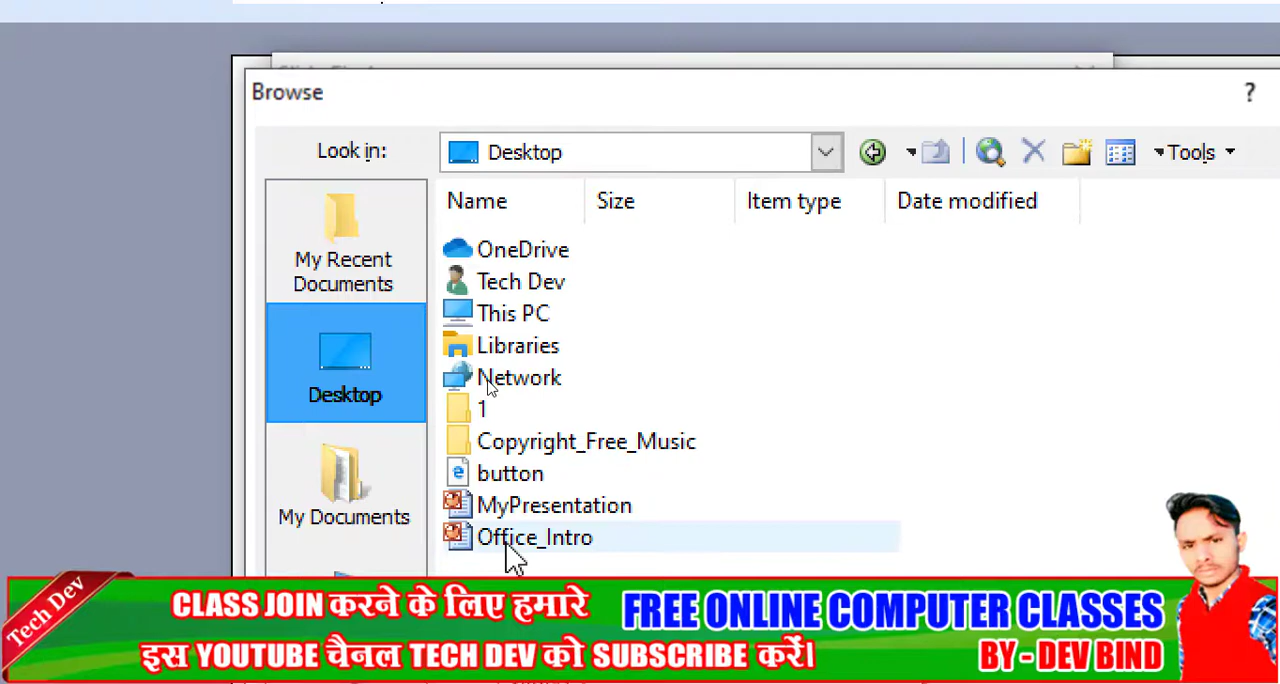 Browse
?
Look in:
Desktop
Tools
Name
Size
Item type
Date modified
My Recent
Documents
Desktop
My Documents
OneDrive
Tech Dev
This PC
Libraries
Network
1
Copyright_Free_Music
button
MyPresentation
Office_Intro
Tech Dev
CLASS JOIN करने के लिए हमारे
इस YOUTUBE चैनल TECH DEV को SUBSCRIBE करें।
FREE ONLINE COMPUTER CLASSES
BY - DEV BIND